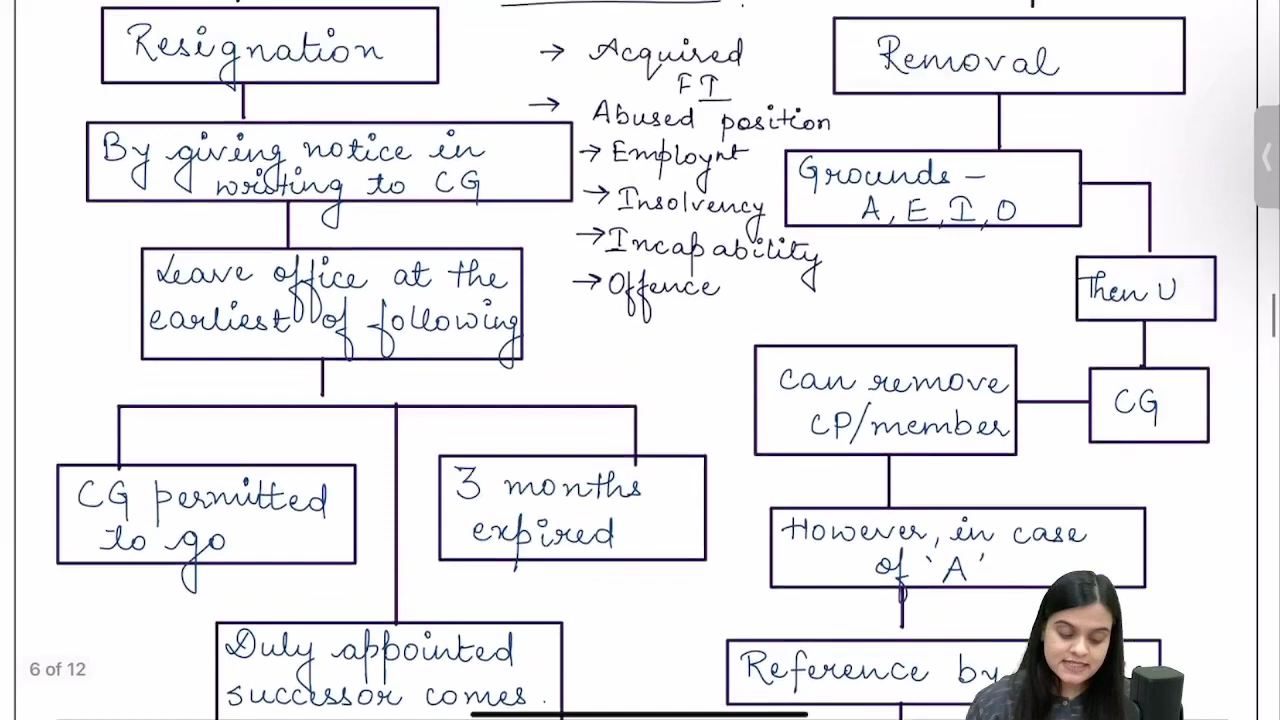 Resignation
By giving notice in
writing to CG
Leave office at the
earliest of following
CG permitted
to go
3 months
expired
Duly appointed
successor comes.
→ Acquired
FI
→ Abused position
→ Employnt
→ Insolvency
→ Incapability
→ Offence
Removal
Grounds -
A, E, I, O
Then U
CG
can remove
CP/member
However, in case
of 'A'
Reference by
6 of 12